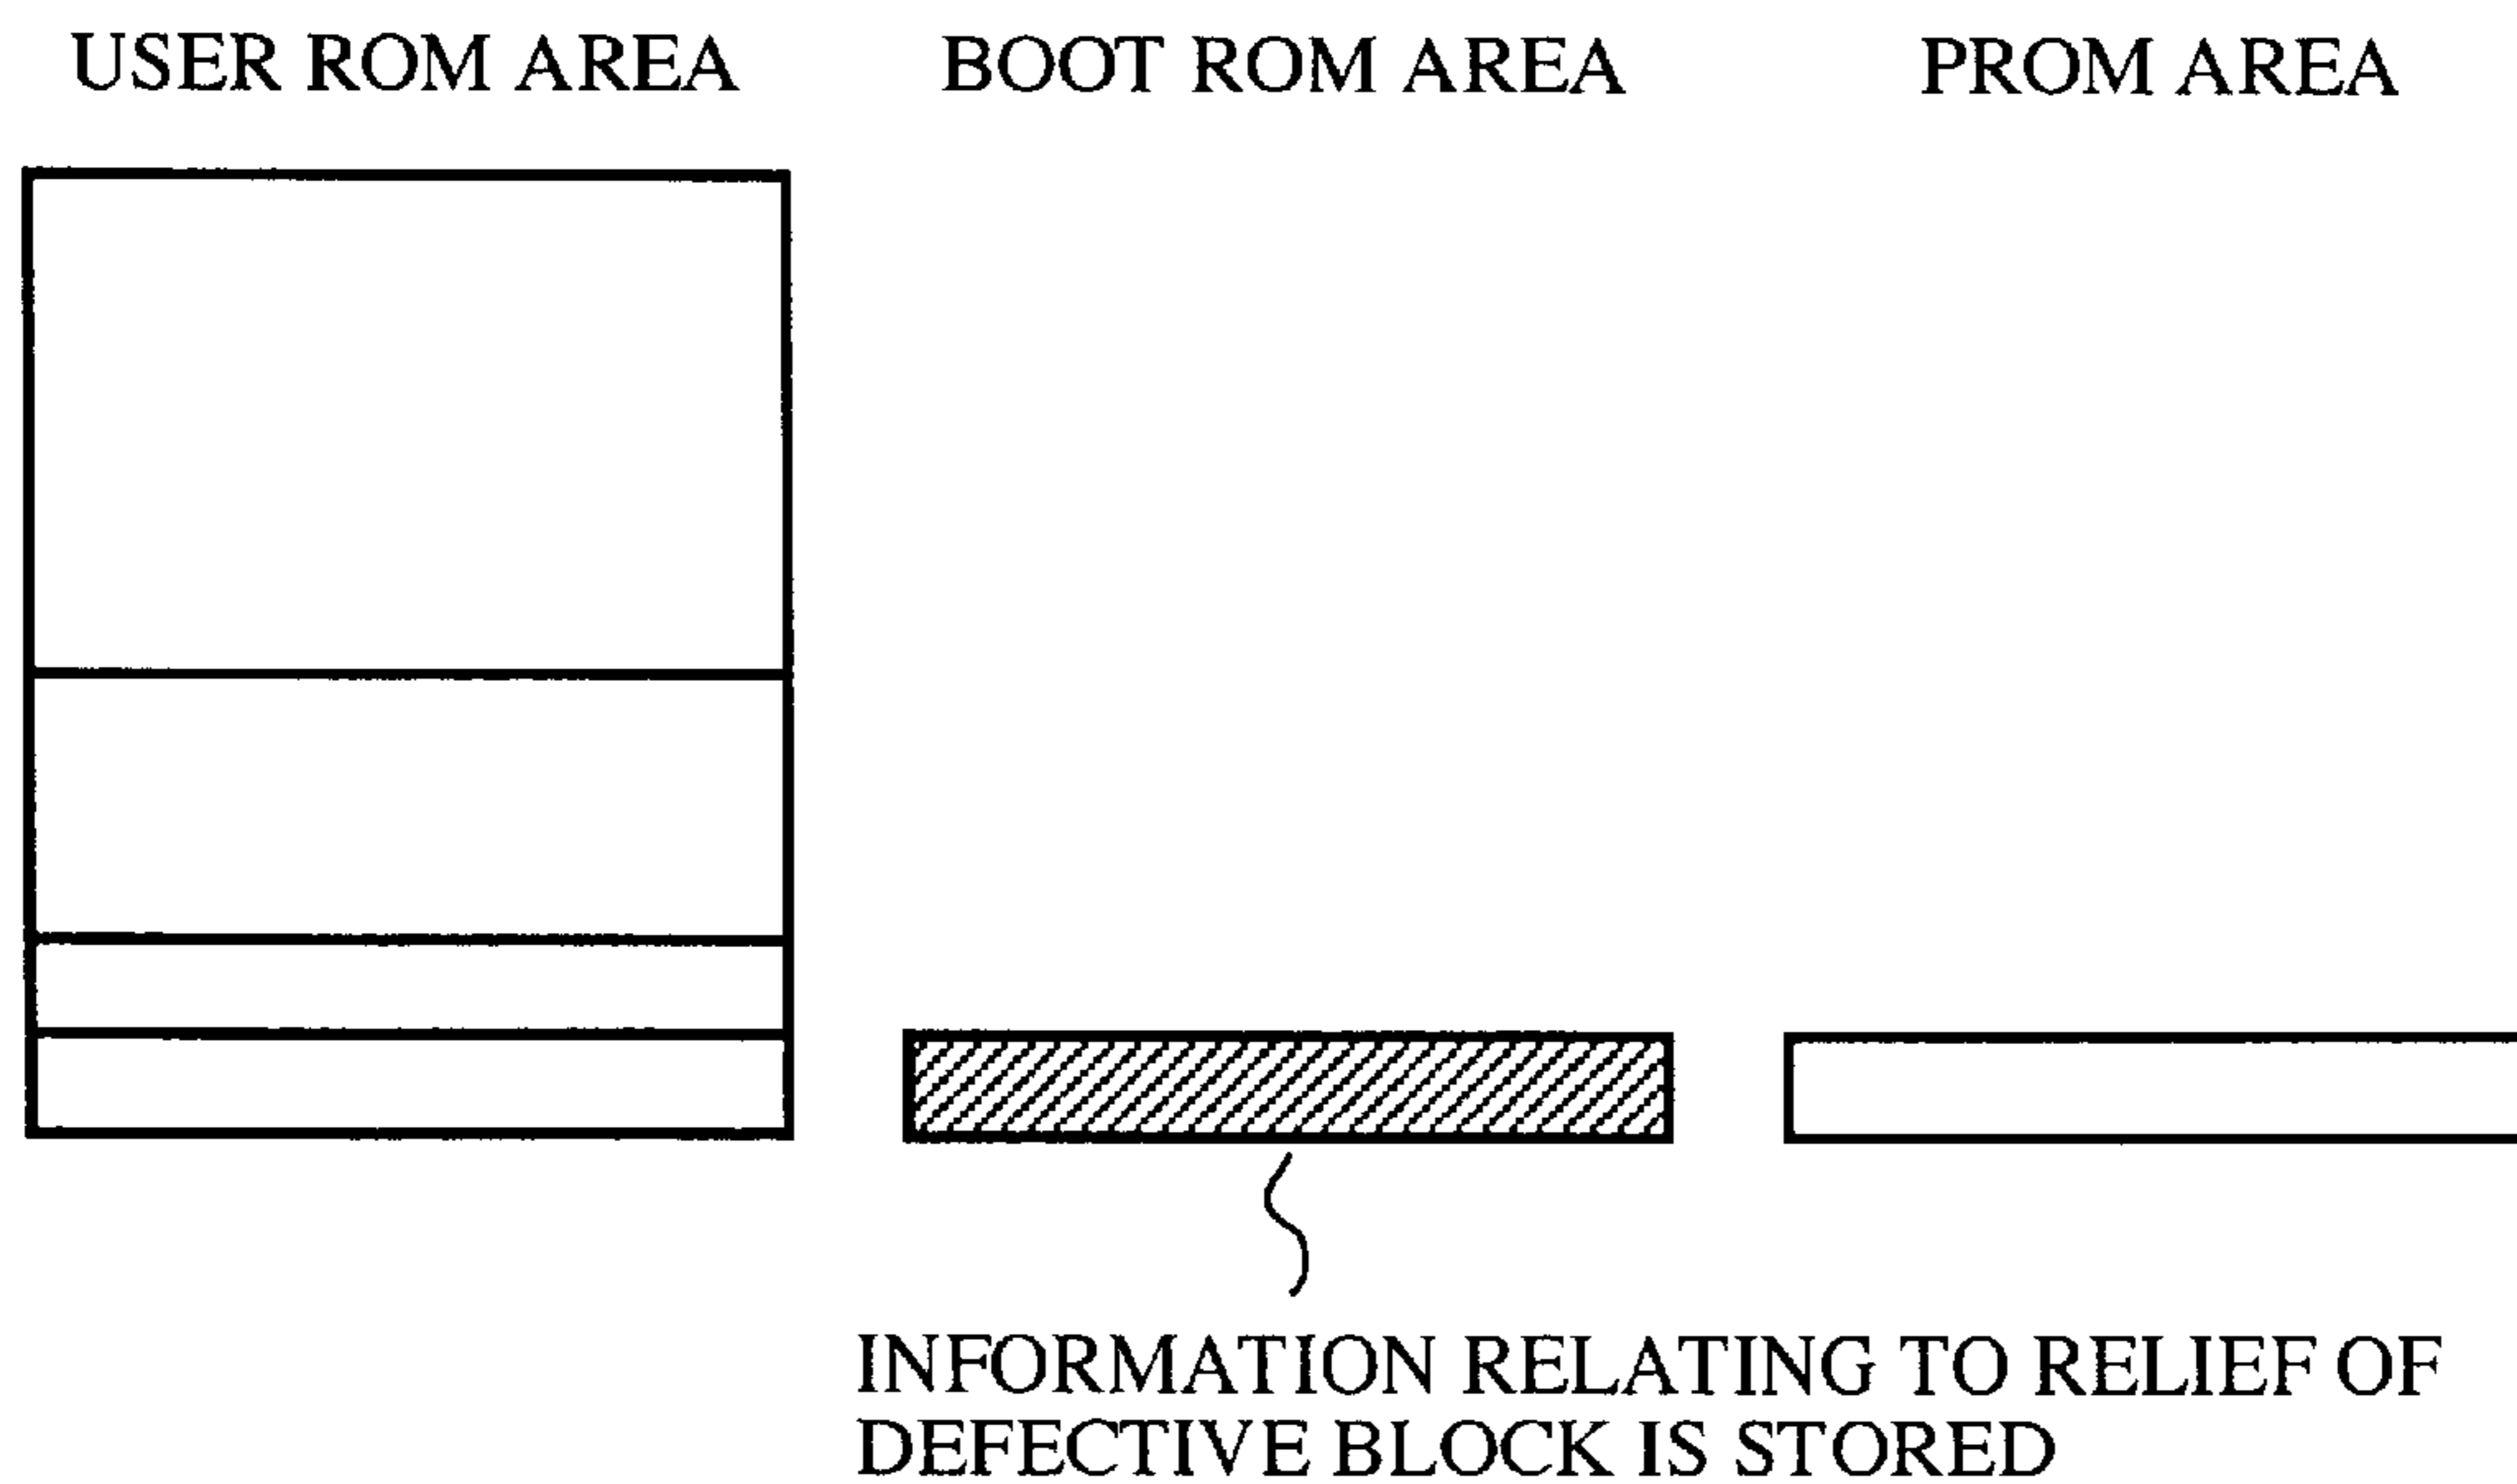 USER ROM AREA
BOOT ROM AREA
PROM AREA
INFORMATION RELATING TO RELIEF OF
DEFECTIVE BLOCK IS STORED